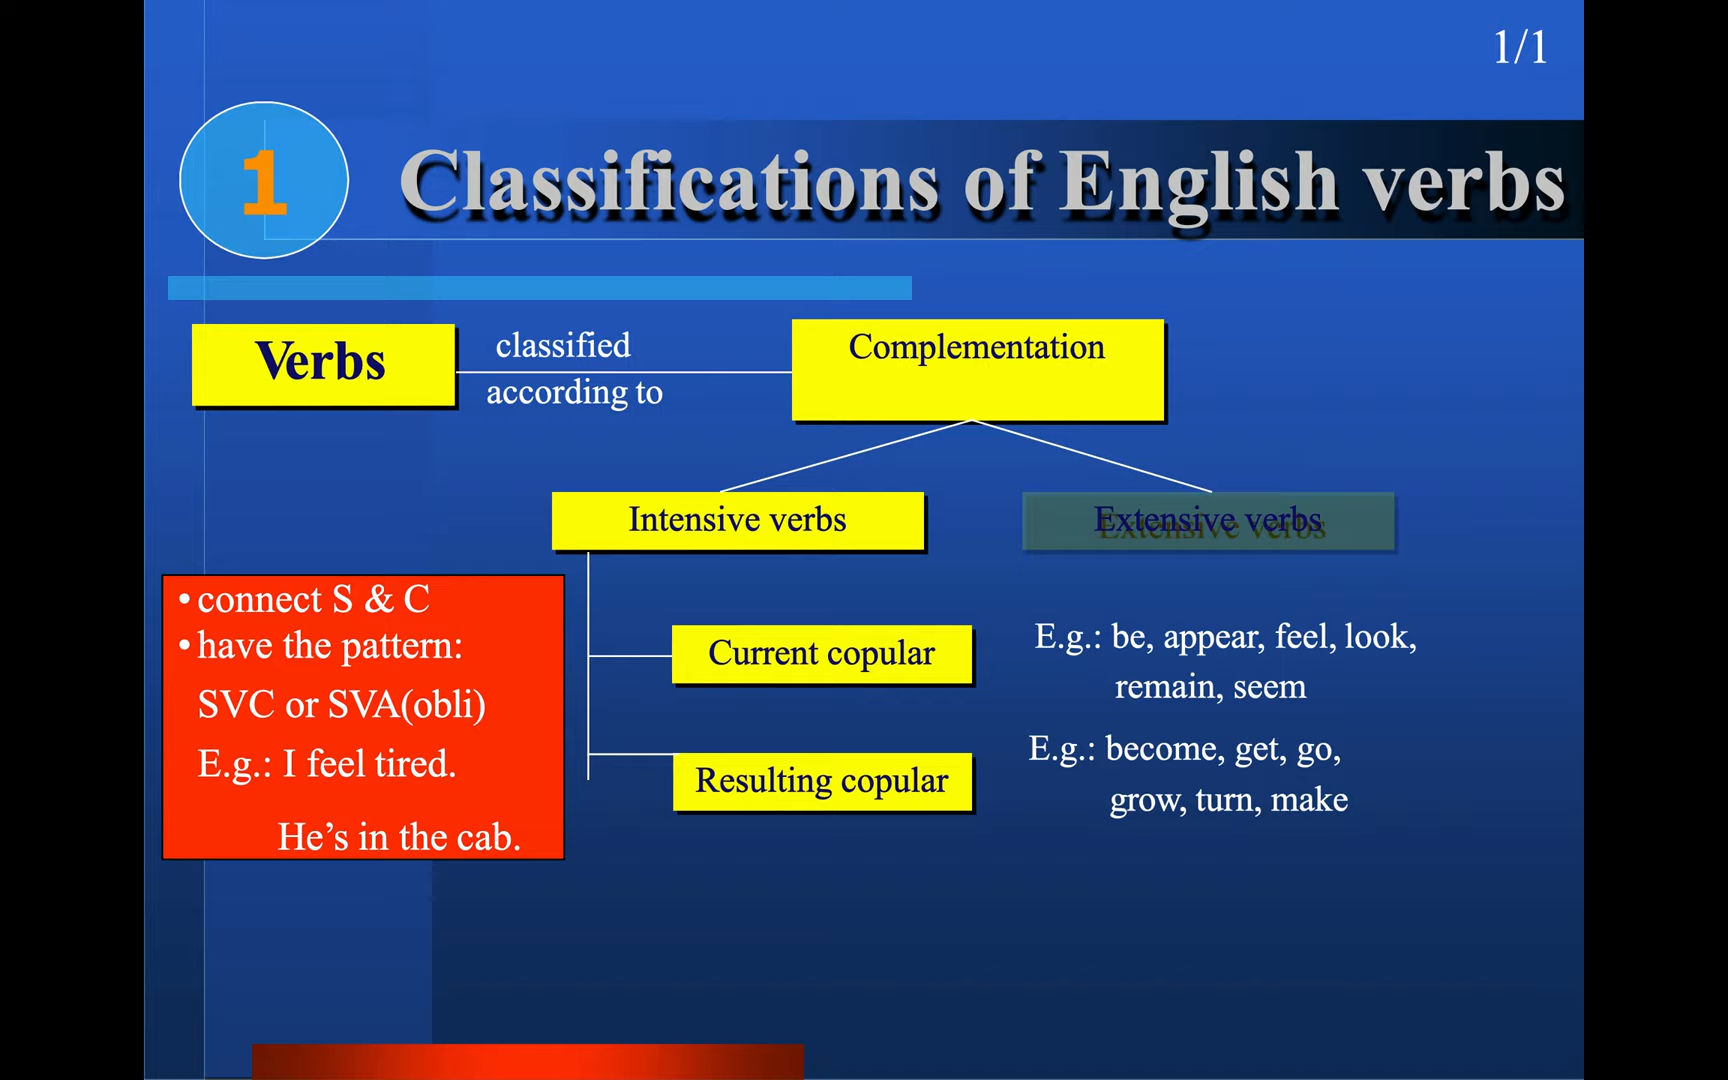 1/1
1
Classifications of English verbs
Verbs
classified
according to
Complementation
Intensive verbs
Extensive verbs
• connect S & C
• have the pattern:
SVC or SVA(obli)
E.g.: I feel tired.
He’s in the cab.
Current copular
E.g.: be, appear, feel, look,
remain, seem
Resulting copular
E.g.: become, get, go,
grow, turn, make